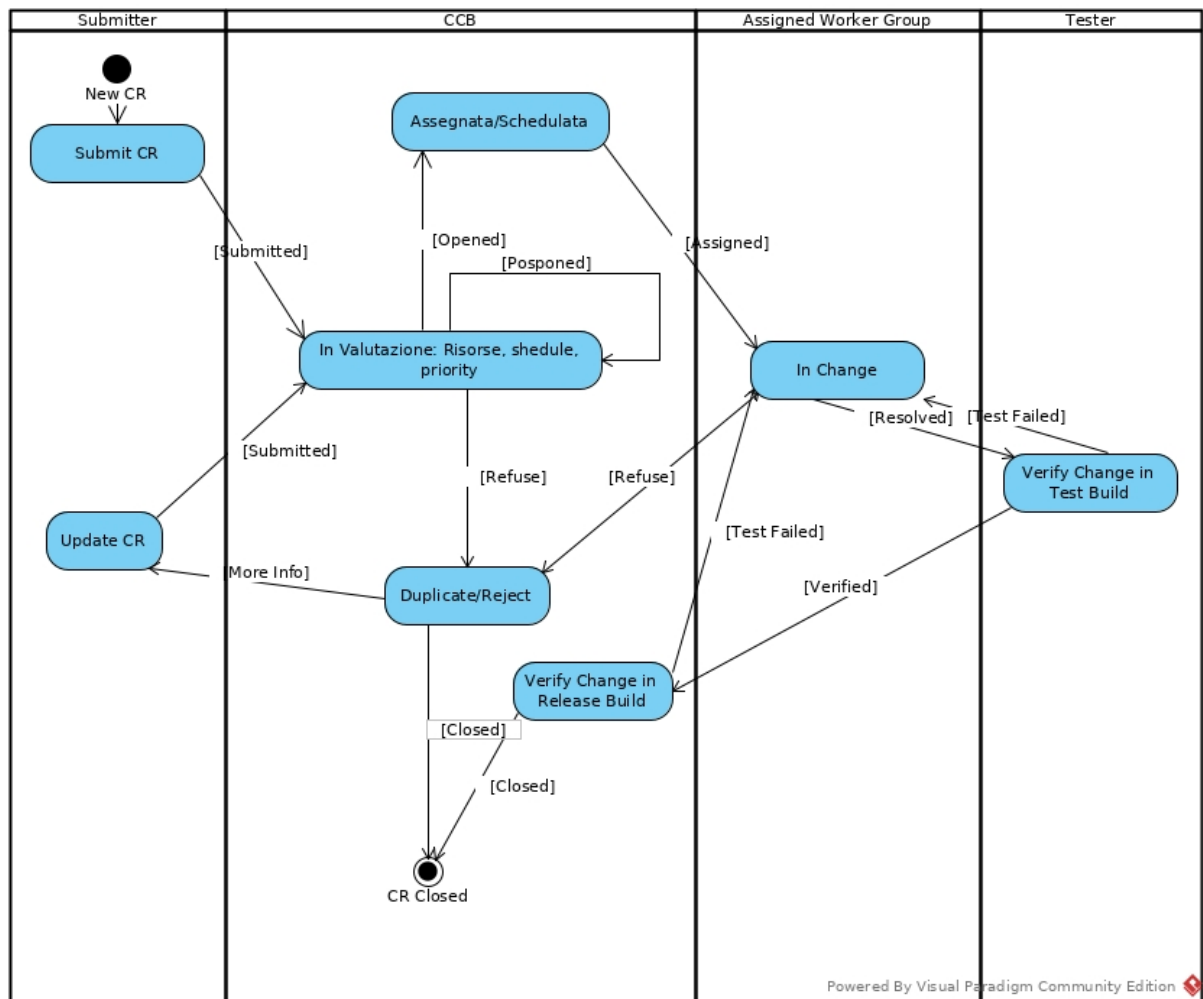 Submitter
CCB
Assigned Worker Group
Tester
New CR
Submit CR
Assegnata/Schedulata
[Submitted]
[Opened]
[Assigned]
[Posponed]
In Valutazione: Risorse, shedule,
priority
In Change
[Resolved]
[Test Failed]
[Submitted]
[Refuse]
[Refuse]
Verify Change in
Test Build
Update CR
[Test Failed]
[More Info]
Duplicate/Reject
[Verified]
Verify Change in
Release Build
[Closed]
[Closed]
CR Closed
Powered By Visual Paradigm Community Edition